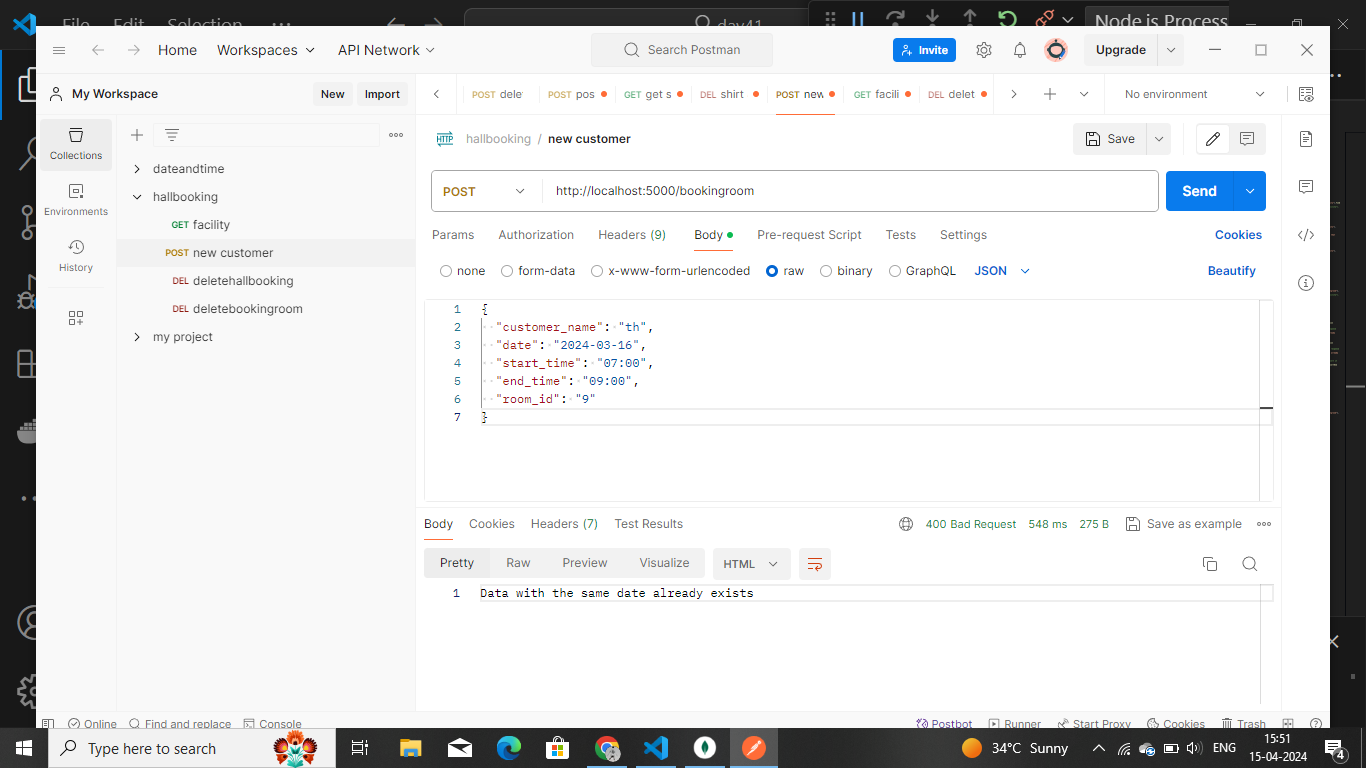 File Edit Selection ...
day41
Node is Process
Home Workspaces API Network
Search Postman
Invite
Upgrade
My Workspace New Import
POST dele POST pos GET get s DEL shirt POST new GET facili DEL delet
No environment
Collections
Environments
History
dateandtime
hallbooking
GET facility
POST new customer
DEL deletehallbooking
DEL deletebookingroom
my project
HTTP hallbooking / new customer
Save
POST http://localhost:5000/bookingroom
Send
Params Authorization Headers (9) Body Pre-request Script Tests Settings Cookies
none form-data x-www-form-urlencoded raw binary GraphQL JSON Beautify
1 {
2 "customer_name": "th",
3 "date": "2024-03-16",
4 "start_time": "07:00",
5 "end_time": "09:00",
6 "room_id": "9"
7 }
Body Cookies Headers (7) Test Results 400 Bad Request 548 ms 275 B Save as example
Pretty Raw Preview Visualize HTML
1 Data with the same date already exists
Online Find and replace Console Postbot Runner Start Proxy Cookies Trash
Type here to search
34°C Sunny
ENG
15:51
15-04-2024
4